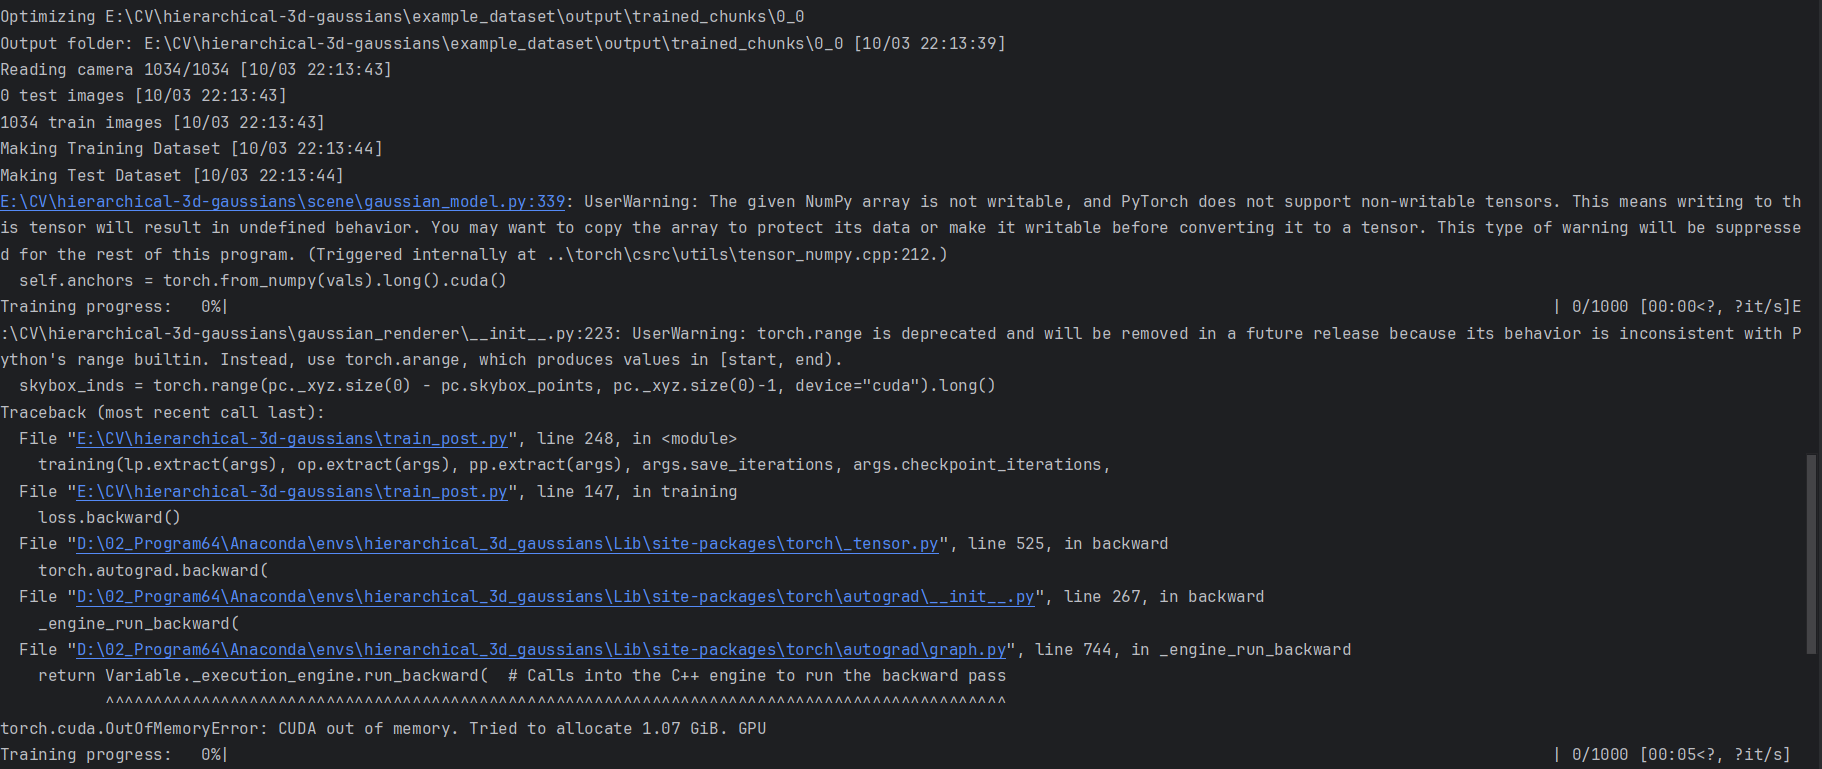 Optimizing E:\CV\hierarchical-3d-gaussians\example_dataset\output\trained_chunks\0_0
Output folder: E:\CV\hierarchical-3d-gaussians\example_dataset\output\trained_chunks\0_0 [10/03 22:13:39]
Reading camera 1034/1034 [10/03 22:13:43]
0 test images [10/03 22:13:43]
1034 train images [10/03 22:13:43]
Making Training Dataset [10/03 22:13:44]
Making Test Dataset [10/03 22:13:44]
E:\CV\hierarchical-3d-gaussians\scene\gaussian_model.py:339: UserWarning: The given NumPy array is not writable, and PyTorch does not support non-writable tensors. This means writing to th
is tensor will result in undefined behavior. You may want to copy the array to protect its data or make it writable before converting it to a tensor. This type of warning will be suppresse
d for the rest of this program. (Triggered internally at ..\torch\csrc\utils\tensor_numpy.cpp:212.)
  self.anchors = torch.from_numpy(vals).long().cuda()
Training progress:   0%|                                                                                                    | 0/1000 [00:00<?, ?it/s]E
:\CV\hierarchical-3d-gaussians\gaussian_renderer\__init__.py:223: UserWarning: torch.range is deprecated and will be removed in a future release because its behavior is inconsistent with P
ython's range builtin. Instead, use torch.arange, which produces values in [start, end).
  skybox_inds = torch.range(pc._xyz.size(0) - pc.skybox_points, pc._xyz.size(0)-1, device="cuda").long()
Traceback (most recent call last):
  File "E:\CV\hierarchical-3d-gaussians\train_post.py", line 248, in <module>
    training(lp.extract(args), op.extract(args), pp.extract(args), args.save_iterations, args.checkpoint_iterations,
  File "E:\CV\hierarchical-3d-gaussians\train_post.py", line 147, in training
    loss.backward()
  File "D:\02_Program64\Anaconda\envs\hierarchical_3d_gaussians\Lib\site-packages\torch\_tensor.py", line 525, in backward
    torch.autograd.backward(
  File "D:\02_Program64\Anaconda\envs\hierarchical_3d_gaussians\Lib\site-packages\torch\autograd\__init__.py", line 267, in backward
    _engine_run_backward(
  File "D:\02_Program64\Anaconda\envs\hierarchical_3d_gaussians\Lib\site-packages\torch\autograd\graph.py", line 744, in _engine_run_backward
    return Variable._execution_engine.run_backward(  # Calls into the C++ engine to run the backward pass
           ^^^^^^^^^^^^^^^^^^^^^^^^^^^^^^^^^^^^^^^^^^^^^^^^^^^^^^^^^^^^^^^^^^^^^^^^^^^^^^^^^^^^^^^^^^^^^^
torch.cuda.OutOfMemoryError: CUDA out of memory. Tried to allocate 1.07 GiB. GPU
Training progress:   0%|                                                                                                    | 0/1000 [00:05<?, ?it/s]